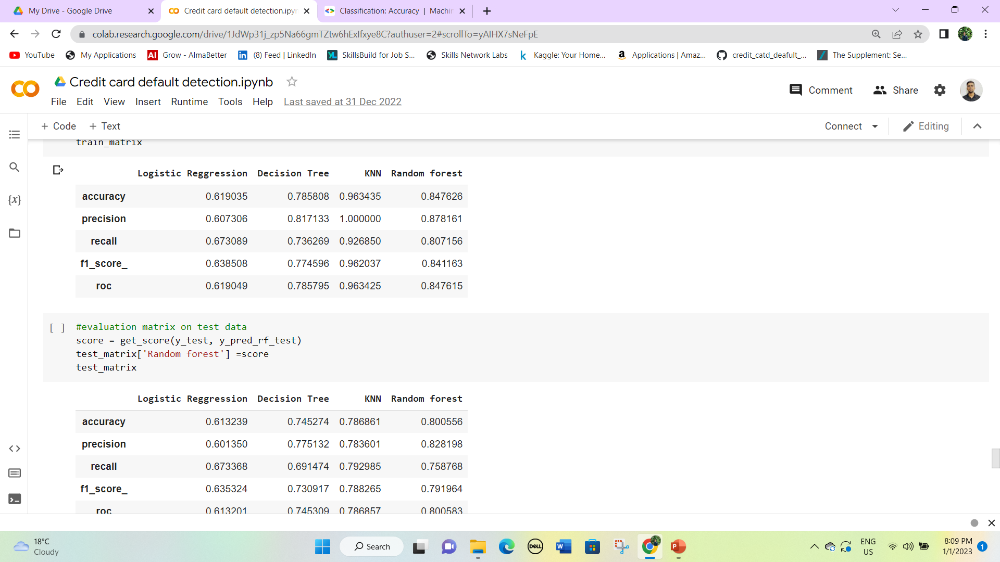 My Drive - Google Drive
Credit card default detection.ipyn
Classification: Accuracy | Machin
colab.research.google.com/drive/1JdWp31j_zp5Na66gmTZtw6hExIfxye8C?authuser=2#scrollTo=yAIHX7sNeFpE
YouTube My Applications Grow - AlmaBetter (8) Feed | LinkedIn SkillsBuild for Job S... Skills Network Labs Kaggle: Your Home... Applications | Amaz... credit_catd_deafult_... The Supplement: Se...
Credit card default detection.ipynb
Comment Share
File Edit View Insert Runtime Tools Help Last saved at 31 Dec 2022
+ Code + Text Connect Editing
train_matrix
Logistic Reggression Decision Tree KNN Random forest
accuracy 0.619035 0.785808 0.963435 0.847626
precision 0.607306 0.817133 1.000000 0.878161
recall 0.673089 0.736269 0.926850 0.807156
f1_score_ 0.638508 0.774596 0.962037 0.841163
roc 0.619049 0.785795 0.963425 0.847615
[ ] #evaluation matrix on test data
score = get_score(y_test, y_pred_rf_test)
test_matrix['Random forest'] =score
test_matrix
Logistic Reggression Decision Tree KNN Random forest
accuracy 0.613239 0.745274 0.786861 0.800556
precision 0.601350 0.775132 0.783601 0.828198
recall 0.673368 0.691474 0.792985 0.758768
f1_score_ 0.635324 0.730917 0.788265 0.791964
roc 0.613201 0.745309 0.786857 0.800583
18°C
Cloudy
Search
ENG
US
8:09 PM
1/1/2023
1